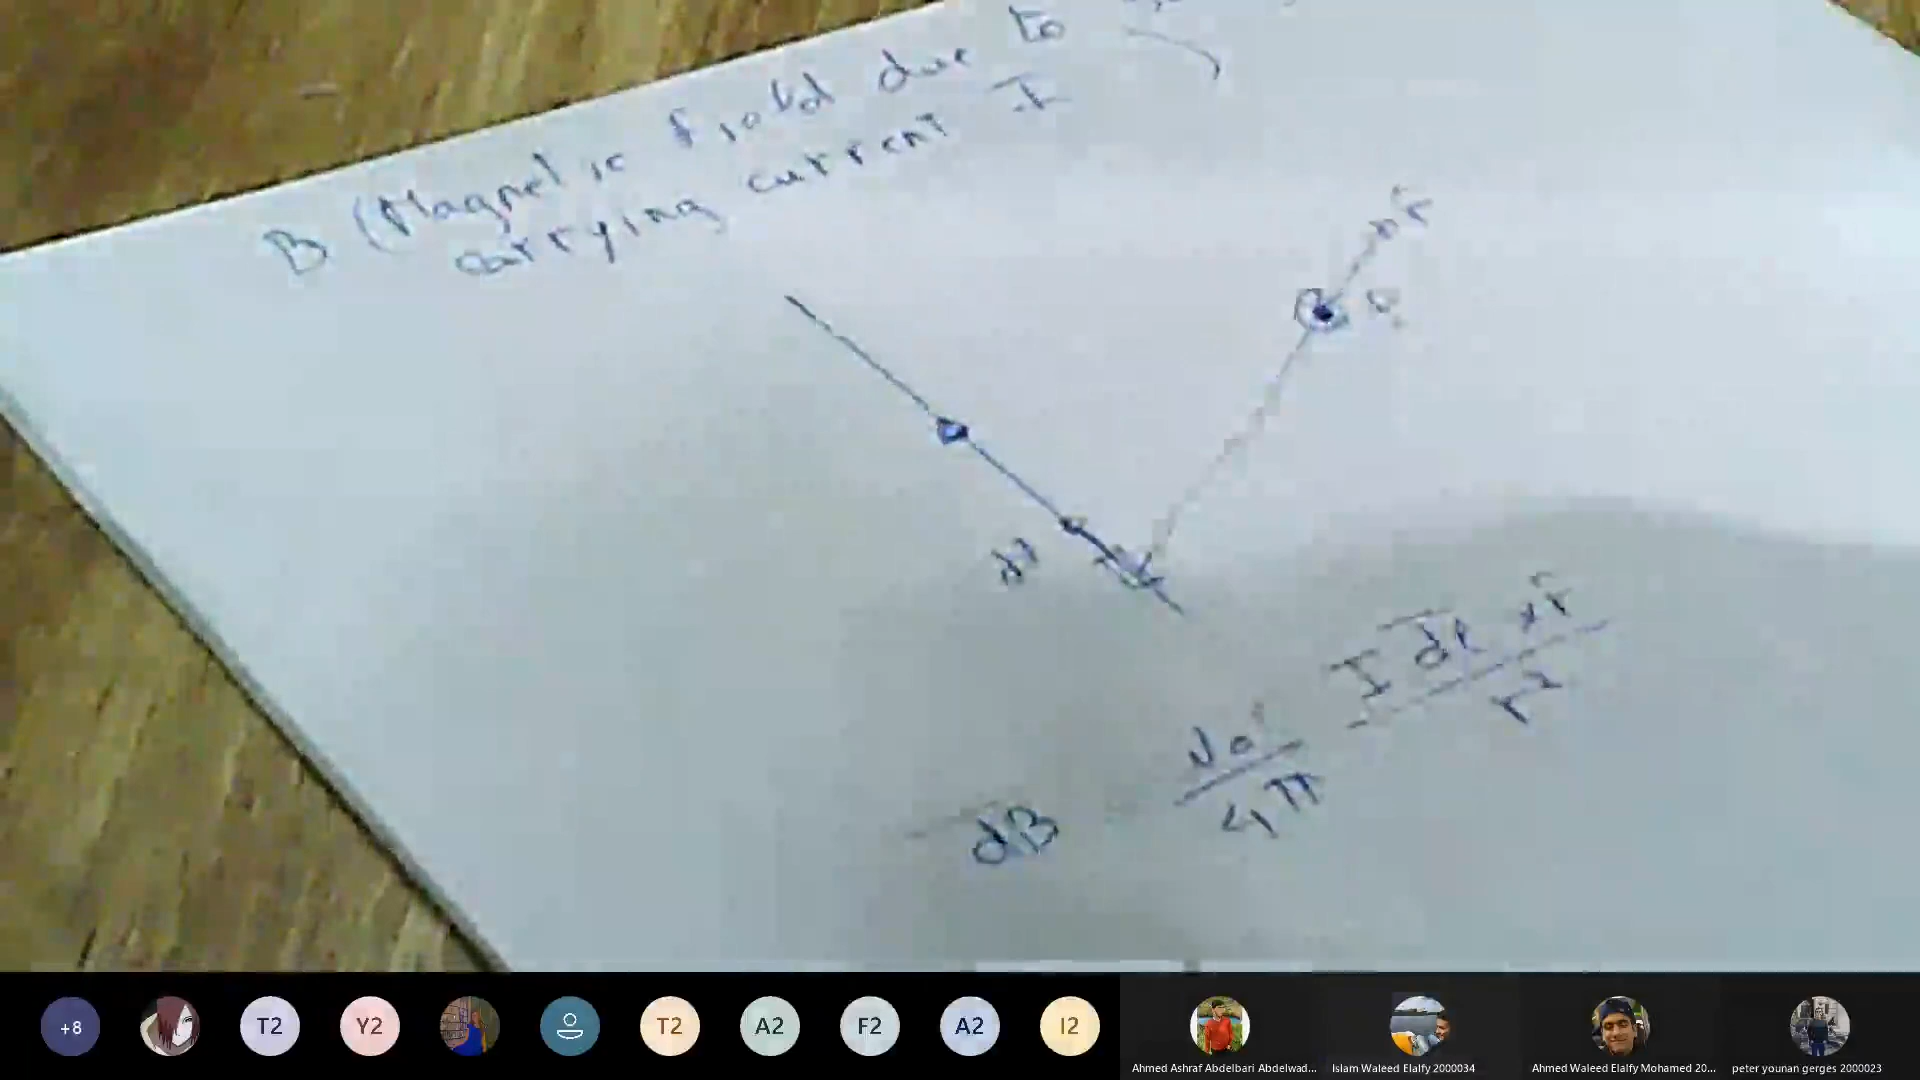 B (Magnetic field due to
carrying current I
r̂
dl
dB = μ₀/4π I dl × r̂/r²
+8
T2
Y2
T2
A2
F2
A2
I2
Ahmed Ashraf Abdelbari Abdelwad...
Islam Waleed Elalfy 2000034
Ahmed Waleed Elalfy Mohamed 20...
peter younan gerges 2000023